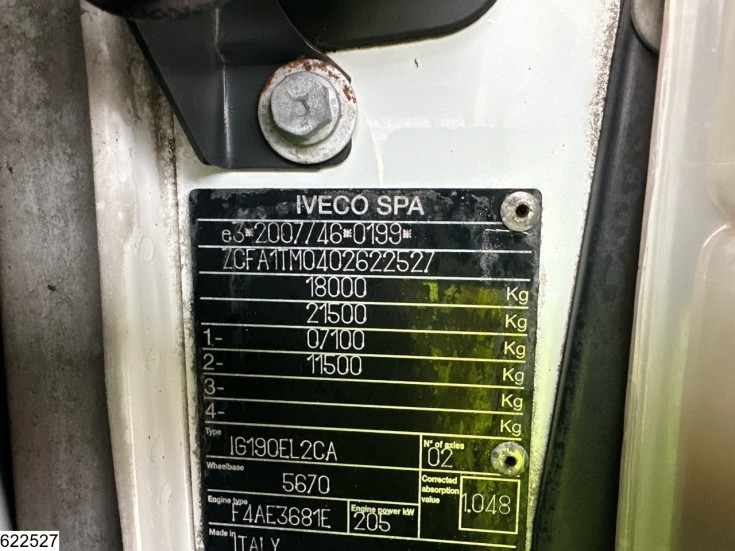 IVECO SPA
e3*2007/46*0199*
ZCFA1TM0402622527
18000 Kg
21500 Kg
1- 07100 Kg
2- 11500 Kg
3- Kg
4- Kg
Type IG190EL2CA N° of axles 02
Wheelbase 5670 Corrected absorption value 1.048
Engine type F4AE3681E Engine power kW 205
Made in ITALY
622527